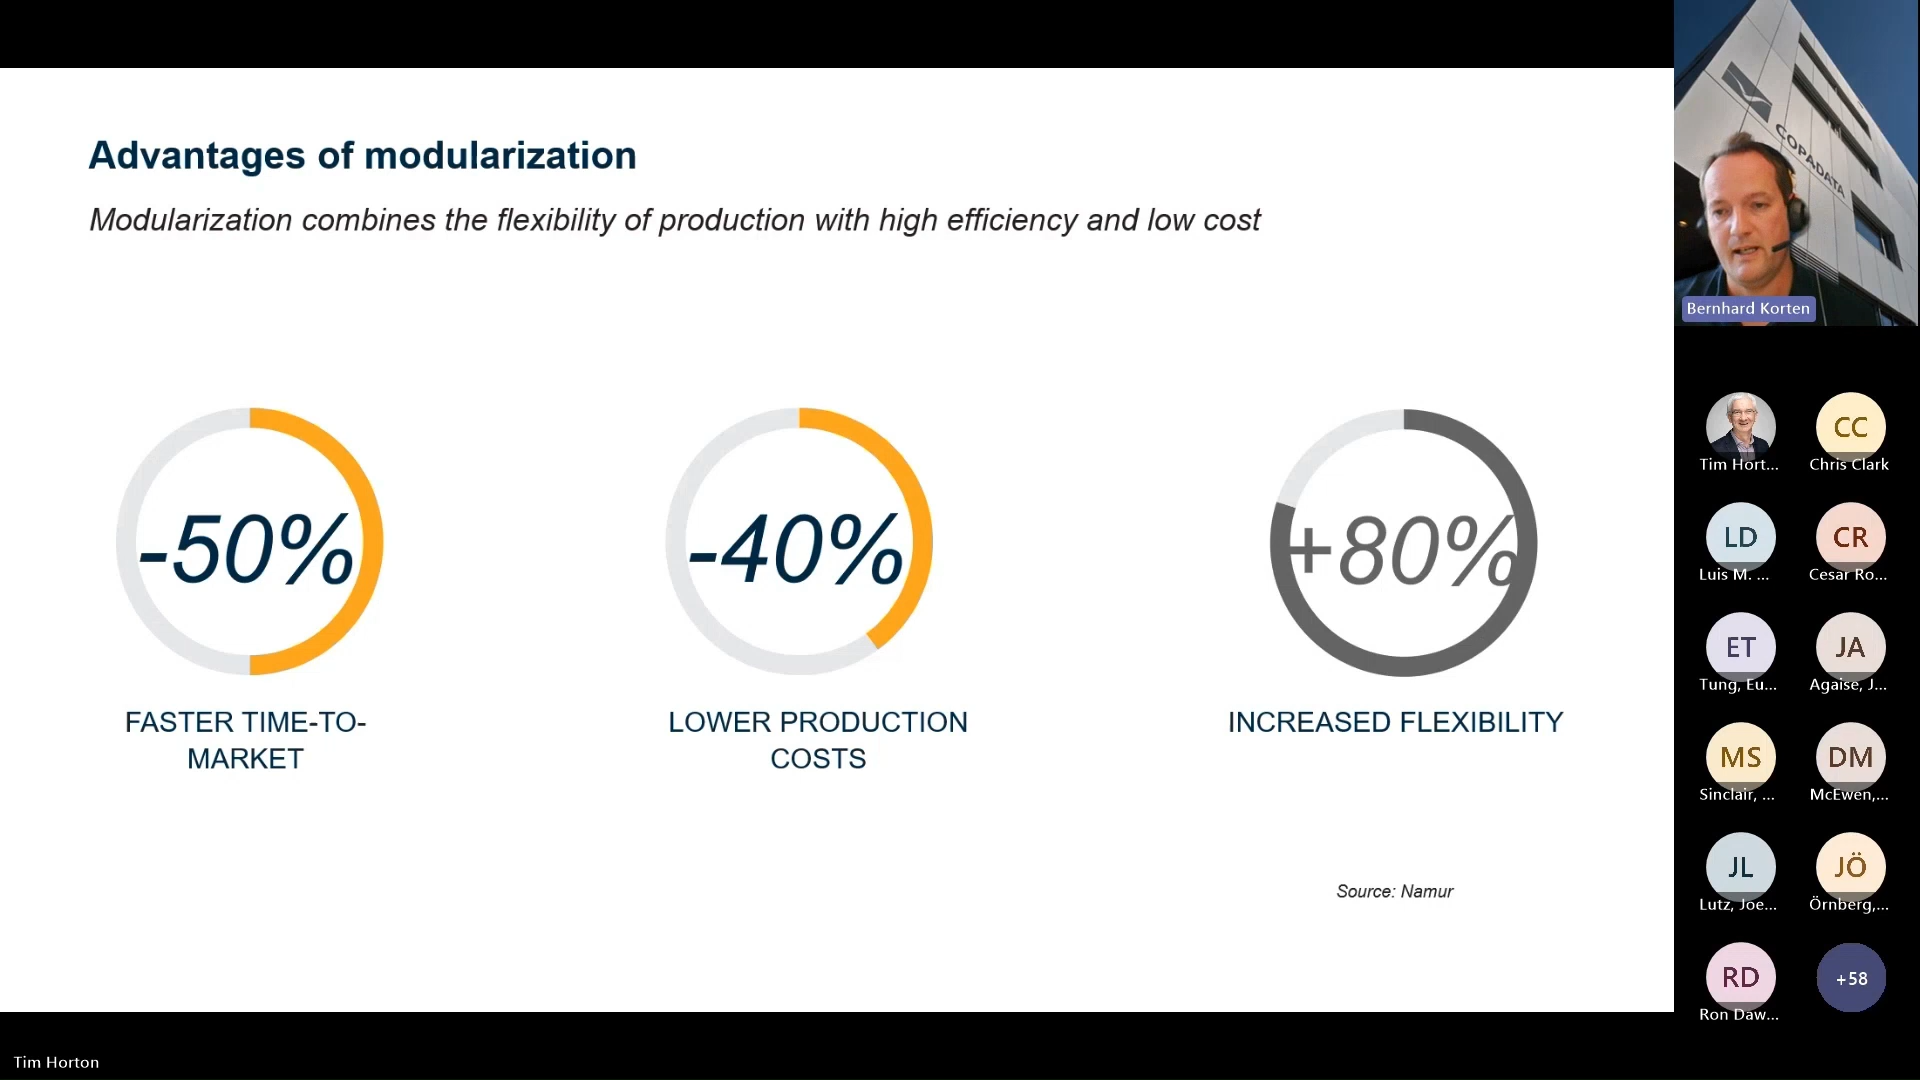 Advantages of modularization
Modularization combines the flexibility of production with high efficiency and low cost
-50%
FASTER TIME-TO-
MARKET
-40%
LOWER PRODUCTION
COSTS
+80%
INCREASED FLEXIBILITY
Source: Namur
COPADATA
Bernhard Korten
Tim Hort...
CC
Chris Clark
LD
Luis M. ...
CR
Cesar Ro...
ET
Tung, Eu...
JA
Agaise, J...
MS
Sinclair, ...
DM
McEwen,...
JL
Lutz, Joe...
JÖ
Örnberg,...
RD
Ron Daw...
+58
Tim Horton